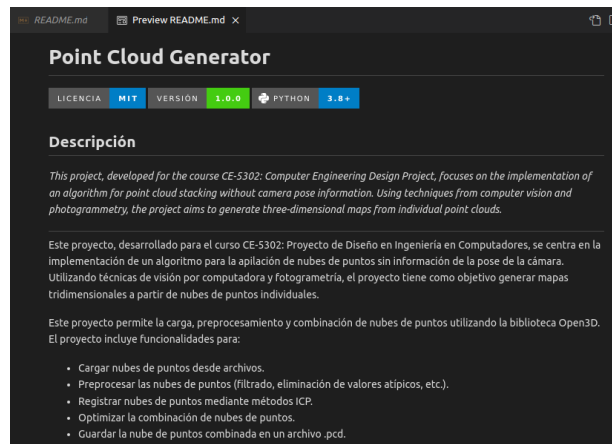 README.md
Preview README.md
Point Cloud Generator
LICENCIA MIT VERSIÓN 1.0.0 PYTHON 3.8+
Descripción
This project, developed for the course CE-5302: Computer Engineering Design Project, focuses on the implementation of
an algorithm for point cloud stacking without camera pose information. Using techniques from computer vision and
photogrammetry, the project aims to generate three-dimensional maps from individual point clouds.
Este proyecto, desarrollado para el curso CE-5302: Proyecto de Diseño en Ingeniería en Computadores, se centra en la
implementación de un algoritmo para la apilación de nubes de puntos sin información de la pose de la cámara.
Utilizando técnicas de visión por computadora y fotogrametría, el proyecto tiene como objetivo generar mapas
tridimensionales a partir de nubes de puntos individuales.
Este proyecto permite la carga, preprocesamiento y combinación de nubes de puntos utilizando la biblioteca Open3D.
El proyecto incluye funcionalidades para:
• Cargar nubes de puntos desde archivos.
• Preprocesar las nubes de puntos (filtrado, eliminación de valores atípicos, etc.).
• Registrar nubes de puntos mediante métodos ICP.
• Optimizar la combinación de nubes de puntos.
• Guardar la nube de puntos combinada en un archivo .pcd.